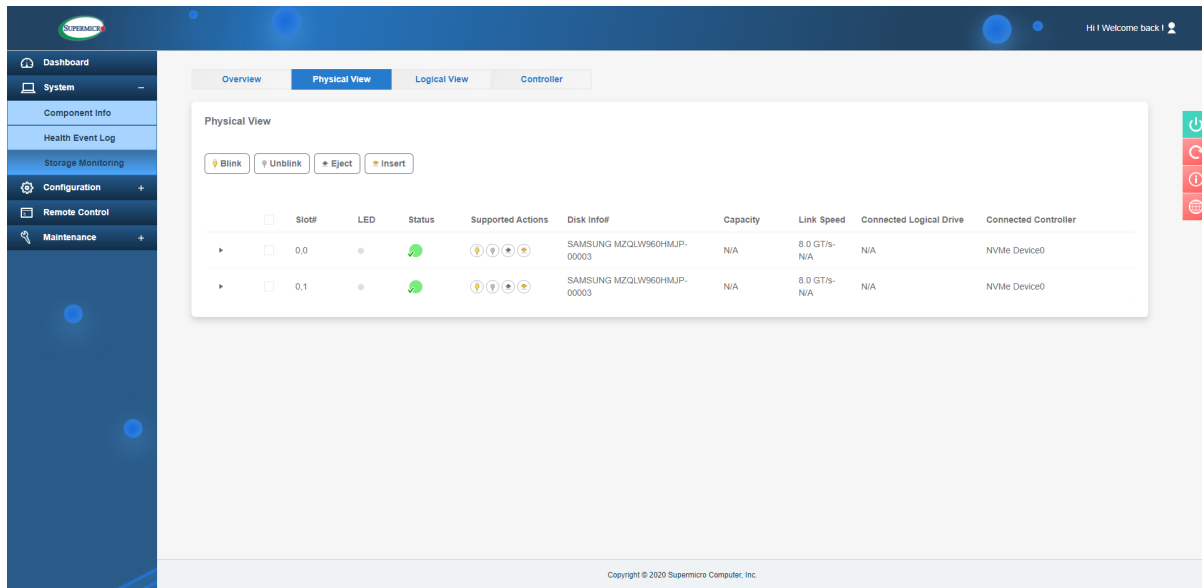 SUPERMICR
Hi ! Welcome back !
Dashboard
System –
Component Info
Health Event Log
Storage Monitoring
Configuration +
Remote Control
Maintenance +
Overview Physical View Logical View Controller
Physical View
Blink Unblink Eject Insert
Slot# LED Status Supported Actions Disk Info# Capacity Link Speed Connected Logical Drive Connected Controller
0,0 SAMSUNG MZQLW960HMJP- N/A 8.0 GT/s- N/A NVMe Device0
00003 N/A
0,1 SAMSUNG MZQLW960HMJP- N/A 8.0 GT/s- N/A NVMe Device0
00003 N/A
Copyright © 2020 Supermicro Computer, Inc.